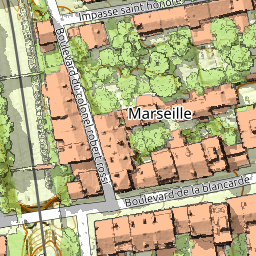 Impasse saint honoré
Boulevard du colonel robert rossi
Marseille
Boulevard de la blancarde